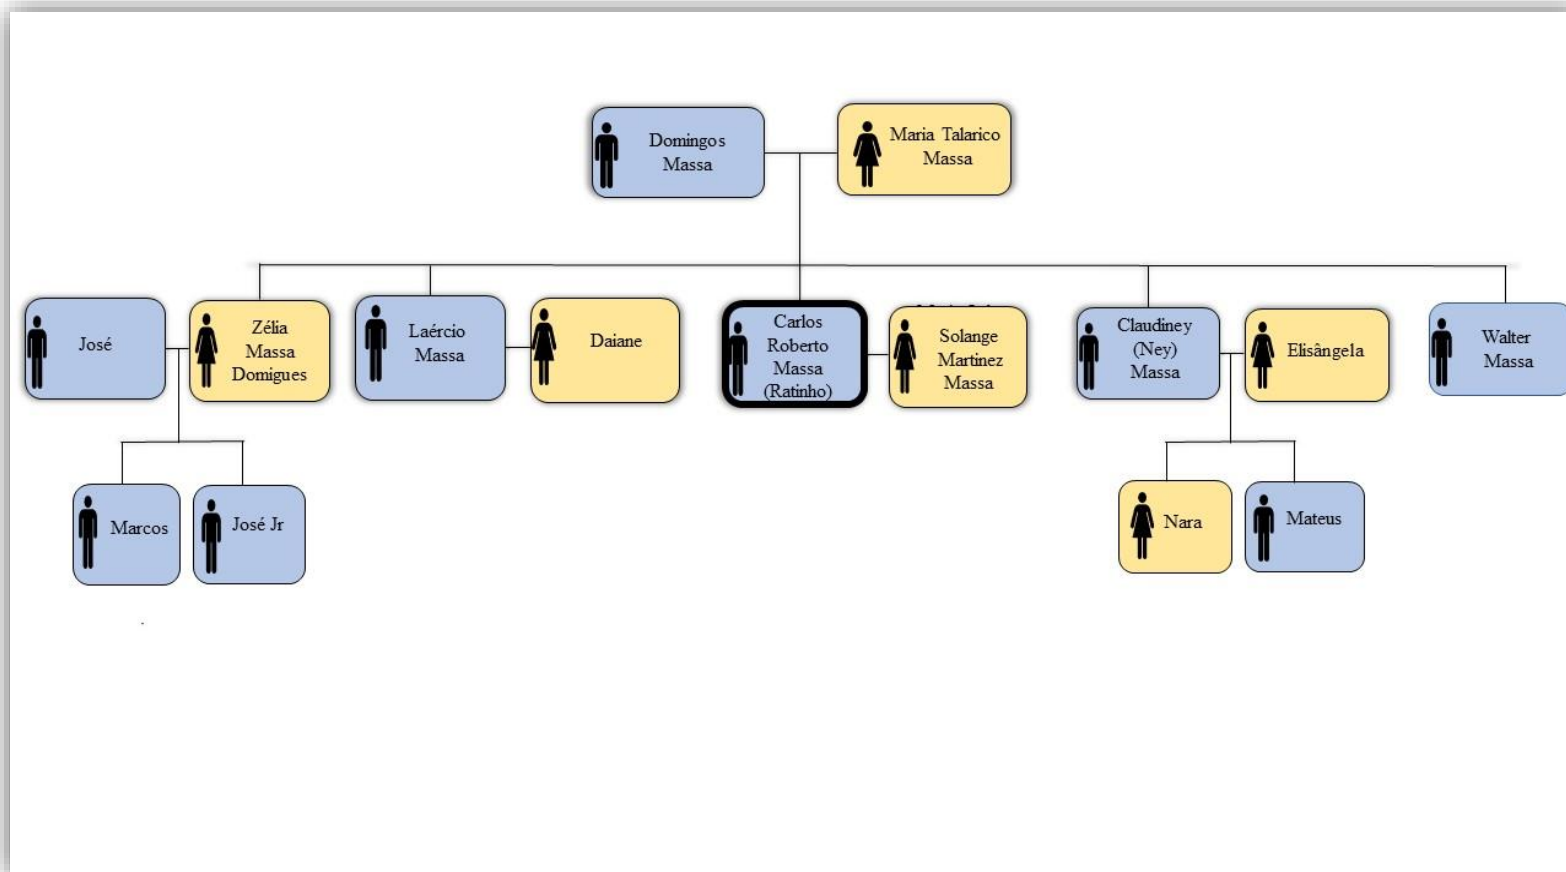 Domingos
Massa
Maria Talarico
Massa
José
Zélia
Massa
Domigues
Laércio
Massa
Daiane
Carlos
Roberto
Massa
(Ratinho)
Solange
Martinez
Massa
Claudiney
(Ney)
Massa
Elisângela
Walter
Massa
Marcos
José Jr
Nara
Mateus
.